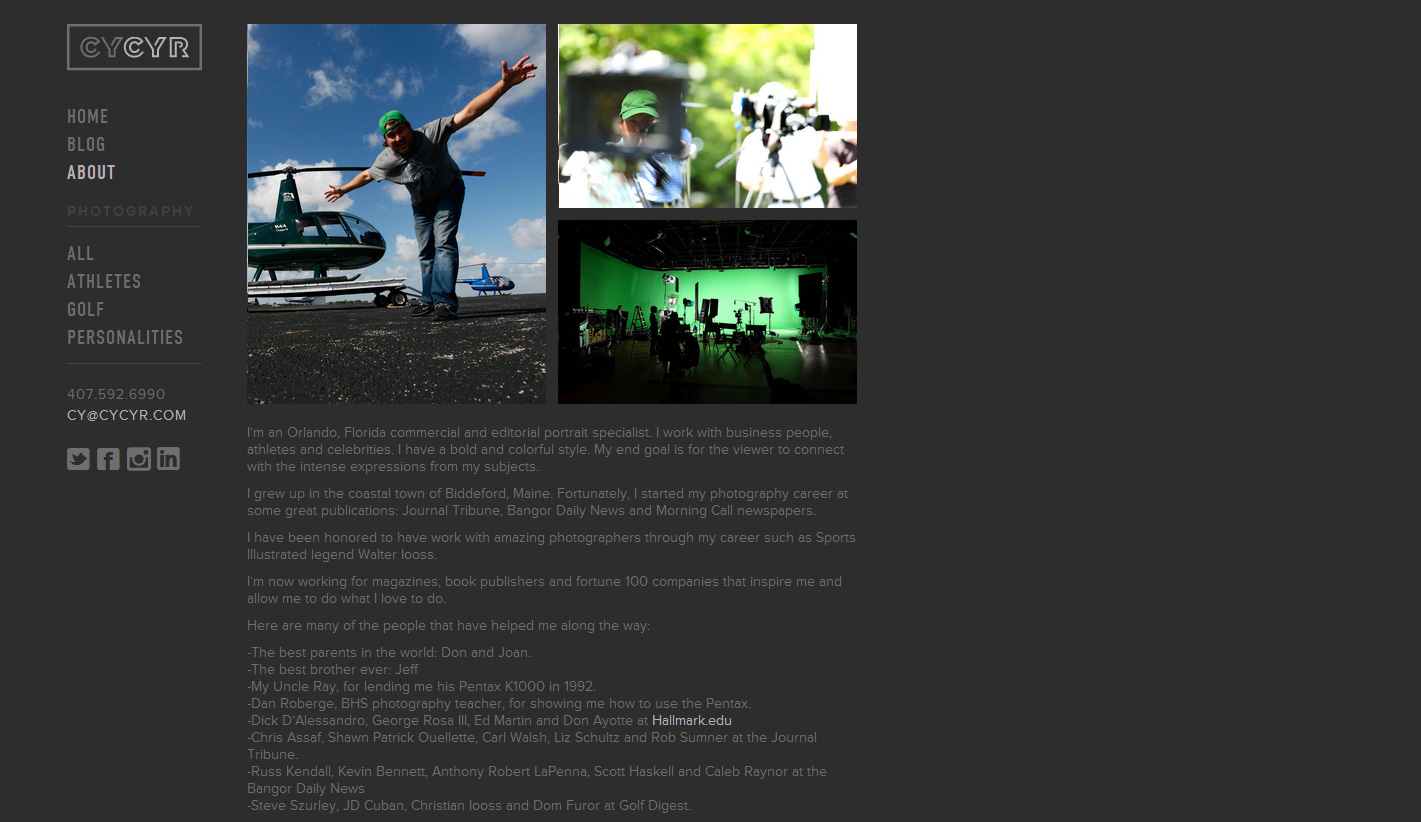 CYCYR
HOME
BLOG
ABOUT
PHOTOGRAPHY
ALL
ATHLETES
GOLF
PERSONALITIES
407.592.6990
CY@CYCYR.COM
I'm an Orlando, Florida commercial and editorial portrait specialist. I work with business people,
athletes and celebrities. I have a bold and colorful style. My end goal is for the viewer to connect
with the intense expressions from my subjects.
I grew up in the coastal town of Biddeford, Maine. Fortunately, I started my photography career at
some great publications: Journal Tribune, Bangor Daily News and Morning Call newspapers.
I have been honored to have work with amazing photographers through my career such as Sports
Illustrated legend Walter Iooss.
I'm now working for magazines, book publishers and fortune 100 companies that inspire me and
allow me to do what I love to do.
Here are many of the people that have helped me along the way:
-The best parents in the world: Don and Joan.
-The best brother ever: Jeff
-My Uncle Ray, for lending me his Pentax K1000 in 1992.
-Dan Roberge, BHS photography teacher, for showing me how to use the Pentax.
-Dick D'Alessandro, George Rosa III, Ed Martin and Don Ayotte at Hallmark.edu
-Chris Assaf, Shawn Patrick Ouellette, Carl Walsh, Liz Schultz and Rob Sumner at the Journal
Tribune.
-Russ Kendall, Kevin Bennett, Anthony Robert LaPenna, Scott Haskell and Caleb Raynor at the
Bangor Daily News
-Steve Szurley, JD Cuban, Christian Iooss and Dom Furor at Golf Digest.